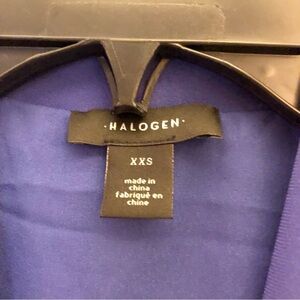 ·HALOGEN·
XXS
made in
china
fabriqué en
chine